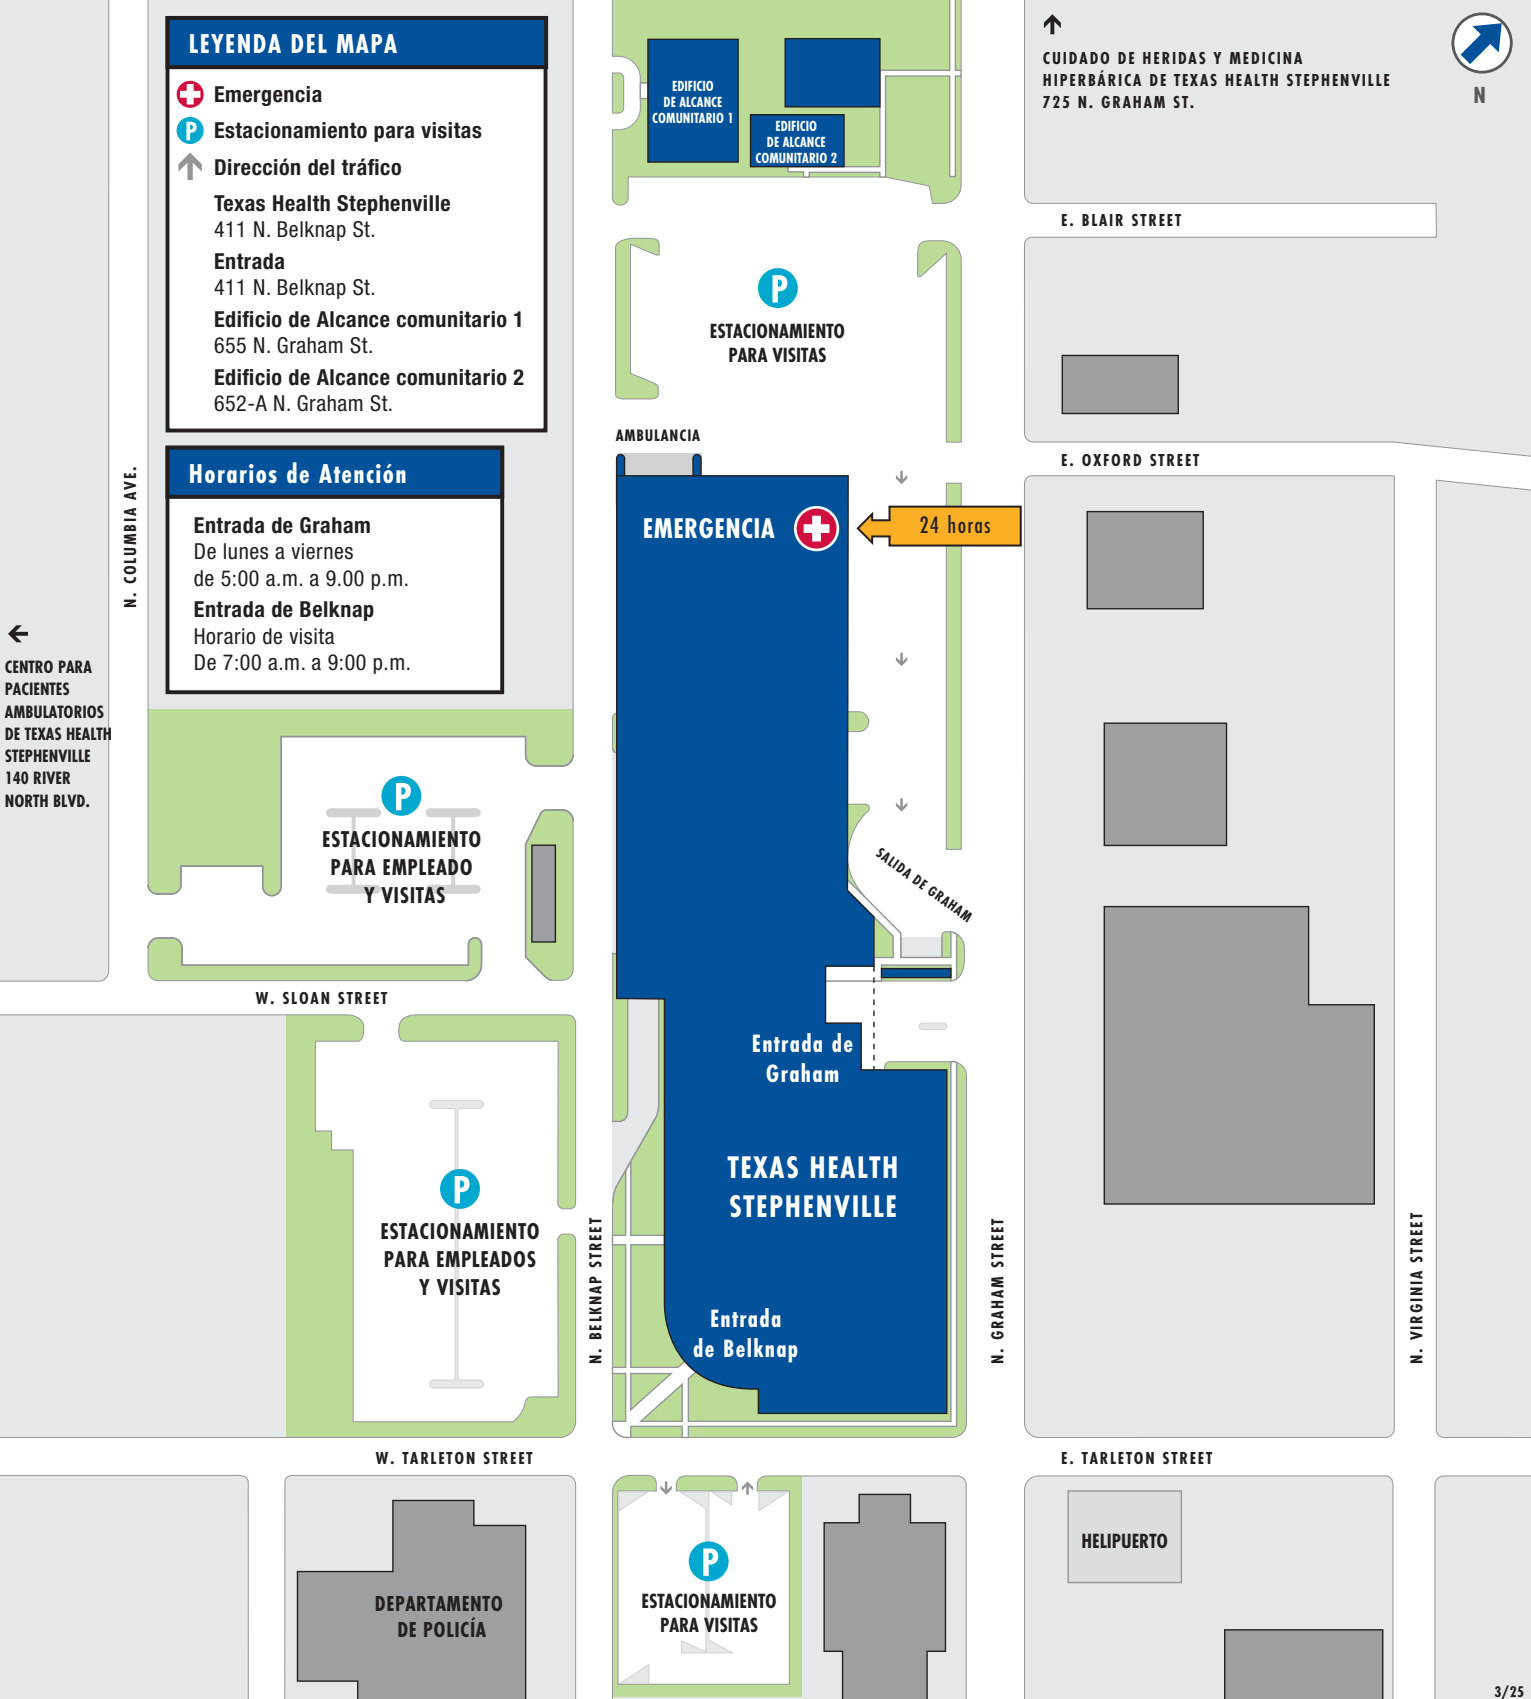 LEYENDA DEL MAPA
Emergencia
P Estacionamiento para visitas
Dirección del tráfico
Texas Health Stephenville
411 N. Belknap St.
Entrada
411 N. Belknap St.
Edificio de Alcance comunitario 1
655 N. Graham St.
Edificio de Alcance comunitario 2
652-A N. Graham St.
Horarios de Atención
Entrada de Graham
De lunes a viernes
de 5:00 a.m. a 9.00 p.m.
Entrada de Belknap
Horario de visita
De 7:00 a.m. a 9:00 p.m.
N. COLUMBIA AVE.
CENTRO PARA
PACIENTES
AMBULATORIOS
DE TEXAS HEALTH
STEPHENVILLE
140 RIVER
NORTH BLVD.
EDIFICIO
DE ALCANCE
COMUNITARIO 1
EDIFICIO
DE ALCANCE
COMUNITARIO 2
CUIDADO DE HERIDAS Y MEDICINA
HIPERBÁRICA DE TEXAS HEALTH STEPHENVILLE
725 N. GRAHAM ST.
N
E. BLAIR STREET
P
ESTACIONAMIENTO
PARA VISITAS
AMBULANCIA
E. OXFORD STREET
EMERGENCIA
24 horas
P
ESTACIONAMIENTO
PARA EMPLEADO
Y VISITAS
SALIDA DE GRAHAM
W. SLOAN STREET
Entrada de
Graham
TEXAS HEALTH
STEPHENVILLE
P
ESTACIONAMIENTO
PARA EMPLEADOS
Y VISITAS
N. BELKNAP STREET
N. GRAHAM STREET
N. VIRGINIA STREET
Entrada
de Belknap
W. TARLETON STREET
E. TARLETON STREET
DEPARTAMENTO
DE POLICÍA
P
ESTACIONAMIENTO
PARA VISITAS
HELIPUERTO
3/25